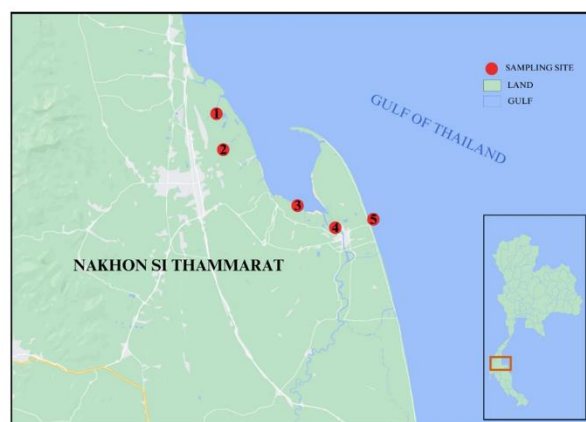 1
2
3
4
5
NAKHON SI THAMMARAT
GULF OF THAILAND
SAMPLING SITE
LAND
GULF